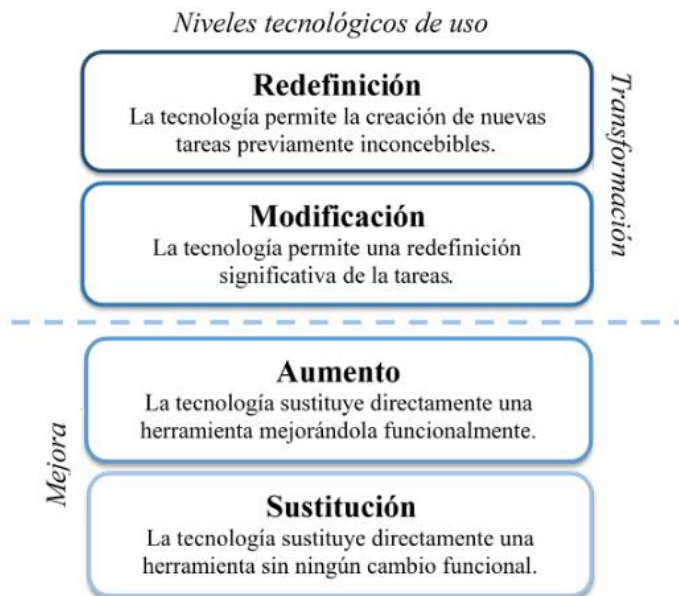 Niveles tecnológicos de uso
Redefinición
La tecnología permite la creación de nuevas
tareas previamente inconcebibles.
Modificación
La tecnología permite una redefinición
significativa de la tareas.
Transformación
Aumento
La tecnología sustituye directamente una
herramienta mejorándola funcionalmente.
Sustitución
La tecnología sustituye directamente una
herramienta sin ningún cambio funcional.
Mejora